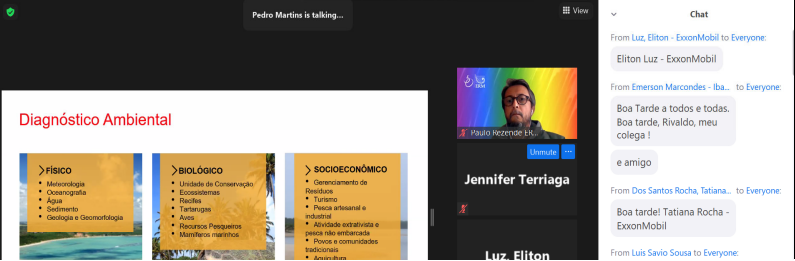 Pedro Martins is talking...
View
Diagnóstico Ambiental
FÍSICO
• Meteorologia
• Oceanografia
• Água
• Sedimento
• Geologia e Geomorfologia
BIOLÓGICO
• Unidade de Conservação
• Ecossistemas
• Recifes
• Tartarugas
• Aves
• Recursos Pesqueiros
• Mamíferos marinhos
SOCIOECONÔMICO
• Gerenciamento de
Resíduos
• Turismo
• Pesca artesanal e
industrial
• Atividade extrativista e
pesca não embarcada
• Povos e comunidades
tradicionais
• Aquicultura
ERM
Paulo Rezende ER...
Unmute
...
Jennifer Terriaga
Luz, Eliton
Chat
From Luz, Eliton - ExxonMobil to Everyone:
Eliton Luz - ExxonMobil
From Emerson Marcondes - Iba... to Everyone:
Boa Tarde a todos e todas.
Boa tarde, Rivaldo, meu
colega !
e amigo
From Dos Santos Rocha, Tatiana... to Everyone:
Boa tarde! Tatiana Rocha -
ExxonMobil
From Luis Savio Sousa to Everyone: